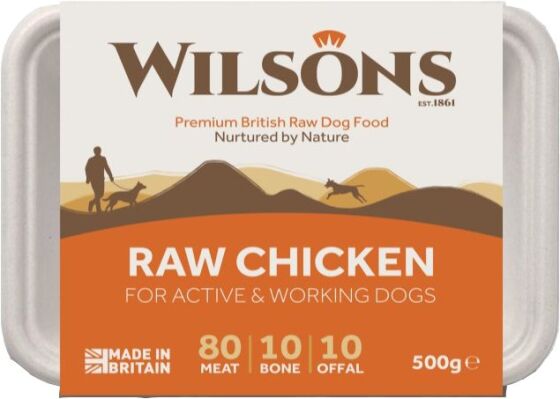 WILSONS
EST.1861
Premium British Raw Dog Food
Nurtured by Nature
RAW CHICKEN
FOR ACTIVE & WORKING DOGS
MADE IN
BRITAIN
80 MEAT
10 BONE
10 OFFAL
500g ℮